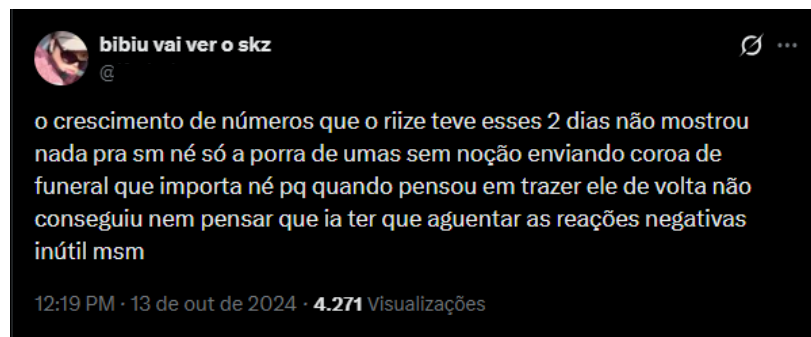 bibiu vai ver o skz
@
o crescimento de números que o riize teve esses 2 dias não mostrou
nada pra sm né só a porra de umas sem noção enviando coroa de
funeral que importa né pq quando pensou em trazer ele de volta não
conseguiu nem pensar que ia ter que aguentar as reações negativas
inútil msm
12:19 PM · 13 de out de 2024 · 4.271 Visualizações